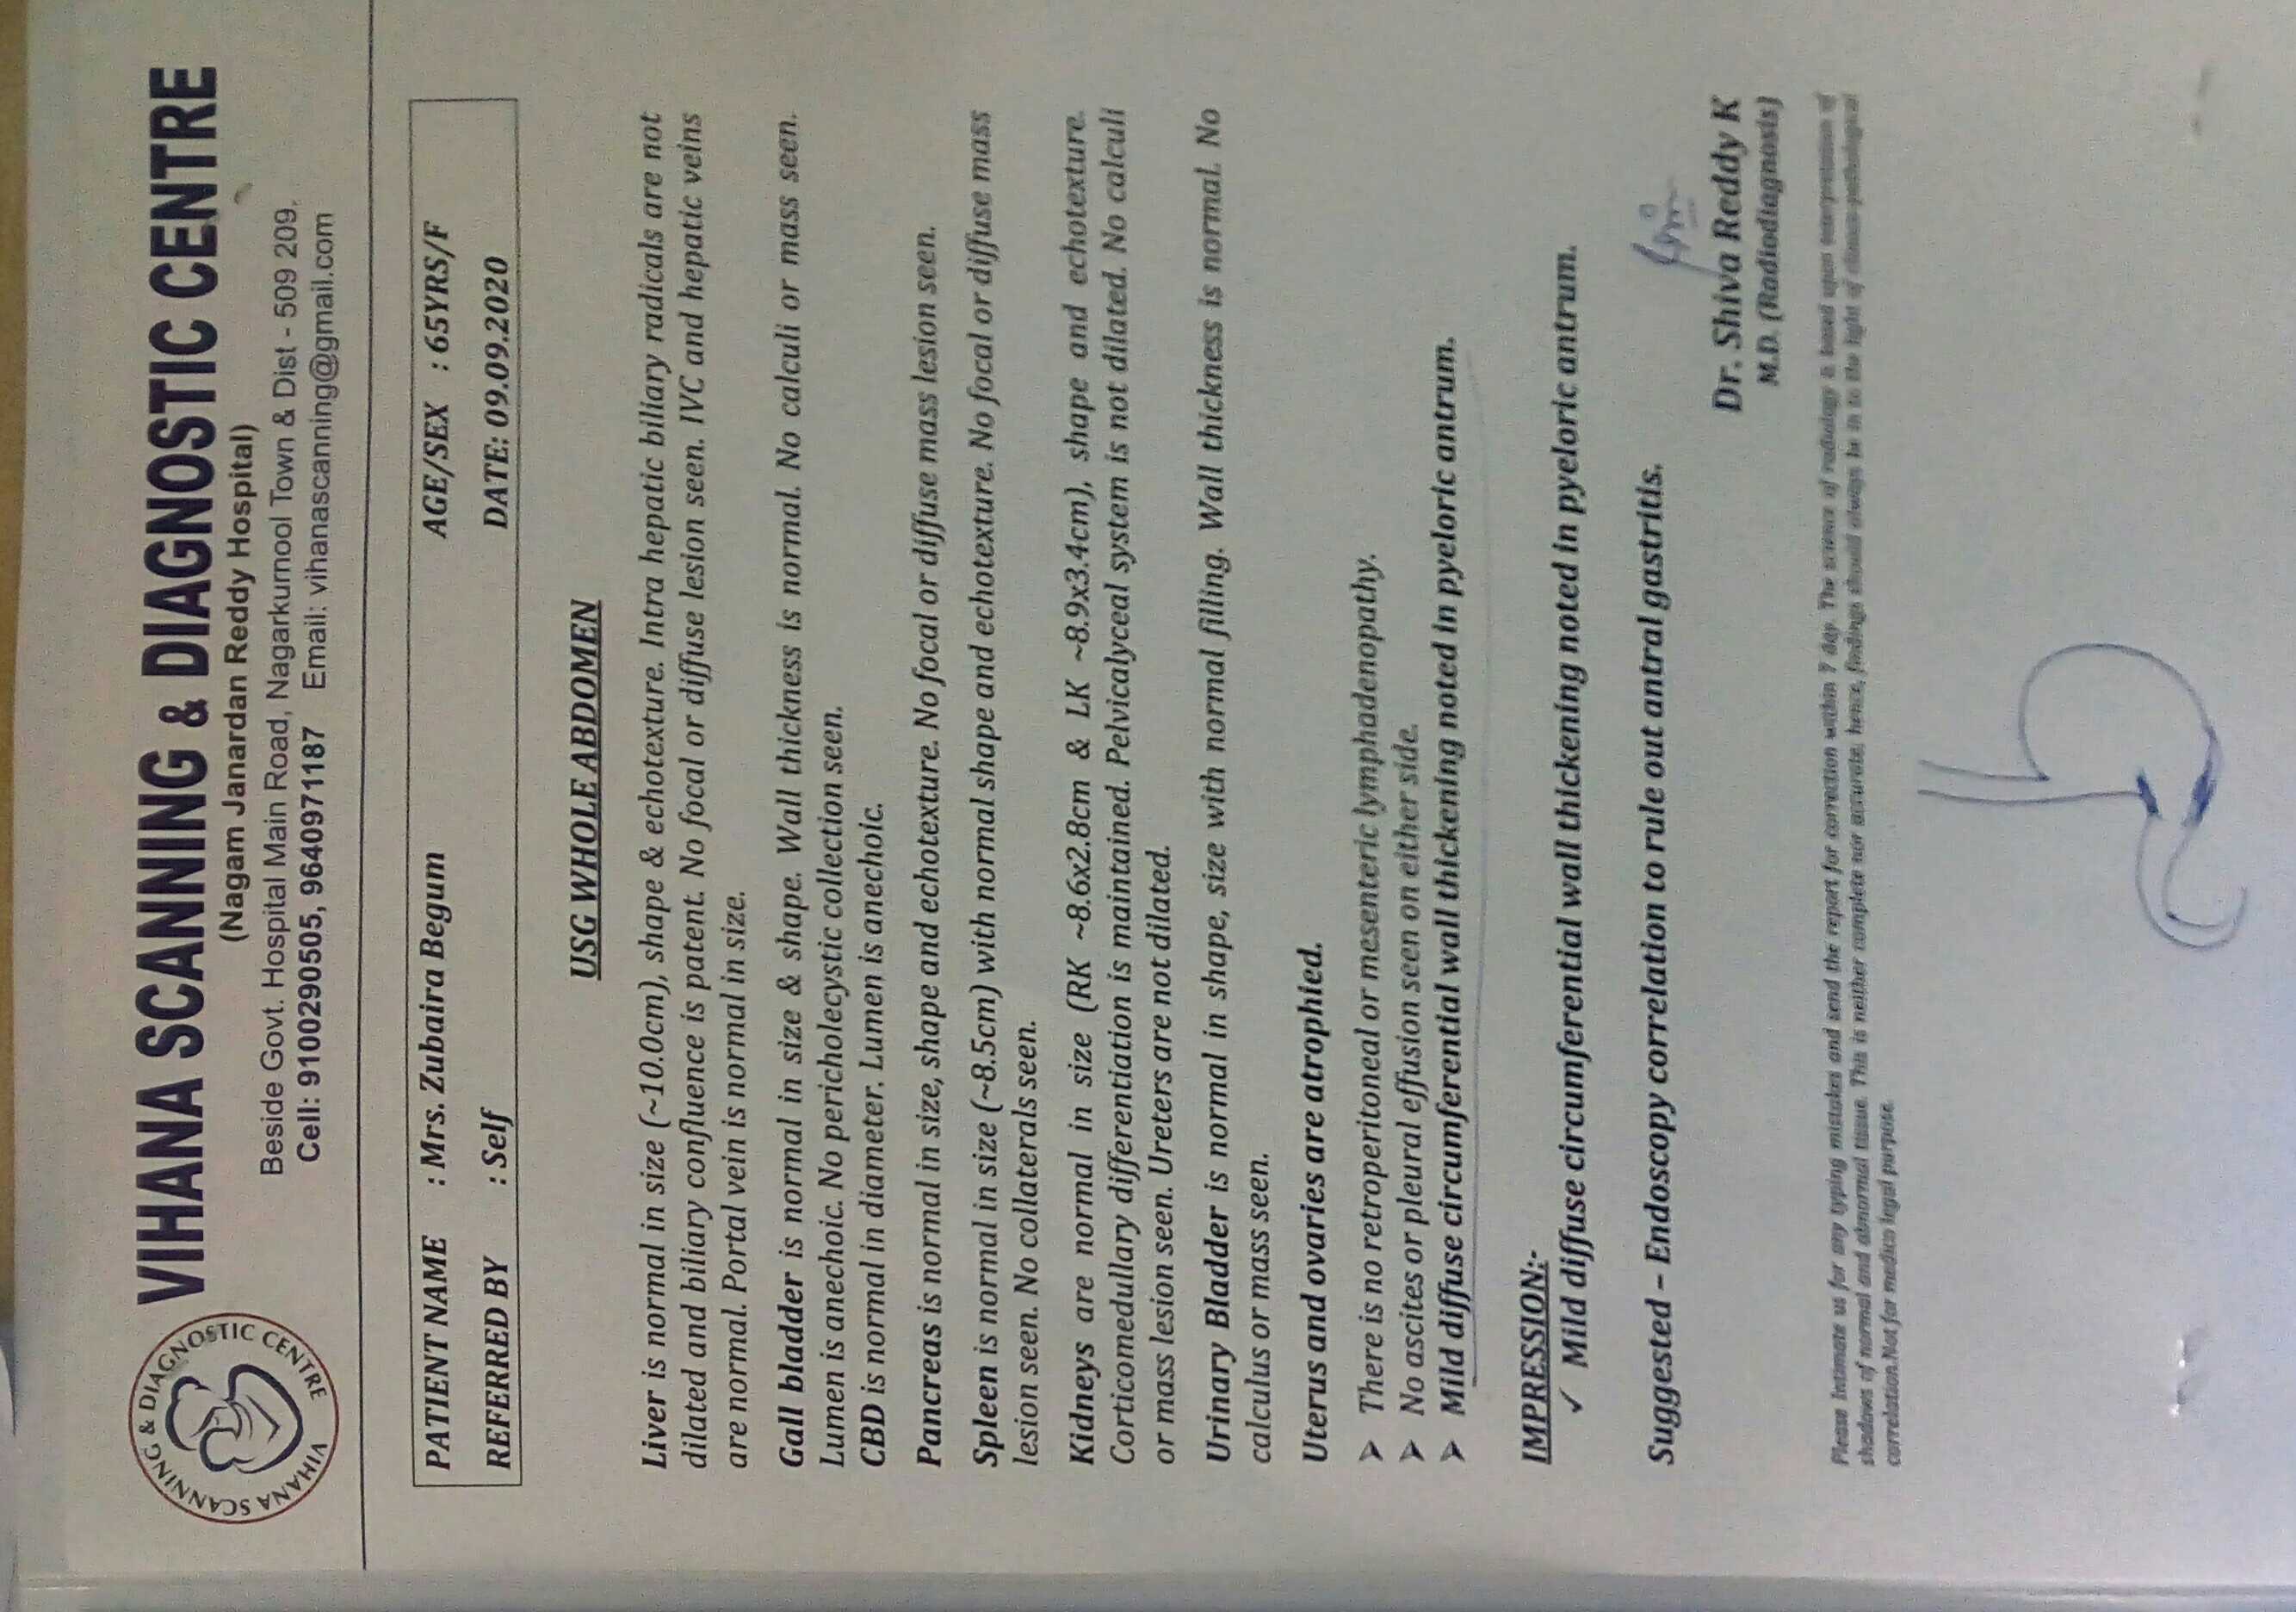 VIHANA SCANNING & DIAGNOSTIC CENTRE
VIHANA SCANNING & DIAGNOSTIC CENTRE
(Nagam Janardan Reddy Hospital)
Beside Govt. Hospital Main Road, Nagarkurnool Town & Dist - 509 209.
Cell: 9100290505, 9640971187 Email: vihanascanning@gmail.com
PATIENT NAME : Mrs. Zubaira Begum AGE/SEX : 65YRS/F
REFERRED BY : Self DATE: 09.09.2020
USG WHOLE ABDOMEN
Liver is normal in size (~10.0cm), shape & echotexture. Intra hepatic biliary radicals are not
dilated and biliary confluence is patent. No focal or diffuse lesion seen. IVC and hepatic veins
are normal. Portal vein is normal in size.
Gall bladder is normal in size & shape. Wall thickness is normal. No calculi or mass seen.
Lumen is anechoic. No pericholecystic collection seen.
CBD is normal in diameter. Lumen is anechoic.
Pancreas is normal in size, shape and echotexture. No focal or diffuse mass lesion seen.
Spleen is normal in size (~8.5cm) with normal shape and echotexture. No focal or diffuse mass
lesion seen. No collaterals seen.
Kidneys are normal in size (RK ~8.6x2.8cm & LK ~8.9x3.4cm), shape and echotexture.
Corticomedullary differentiation is maintained. Pelvicalyceal system is not dilated. No calculi
or mass lesion seen. Ureters are not dilated.
Urinary Bladder is normal in shape, size with normal filling. Wall thickness is normal. No
calculus or mass seen.
Uterus and ovaries are atrophied.
➤ There is no retroperitoneal or mesenteric lymphadenopathy.
➤ No ascites or pleural effusion seen on either side.
➤ Mild diffuse circumferential wall thickening noted in pyeloric antrum.
IMPRESSION:-
✓ Mild diffuse circumferential wall thickening noted in pyeloric antrum.
Suggested – Endoscopy correlation to rule out antral gastritis.
Dr. Shiva Reddy K
M.D. (Radiodiagnosis)
Please Intimate us for any typing mistakes and send the report for correction within 7 day. The science of radiology is based upon interpretation of
shadows of normal and abnormal tissue. This is neither complete nor accurate, hence, findings should always be in to the light of clinico-pathological
correlation.Not for medico legal purpose.